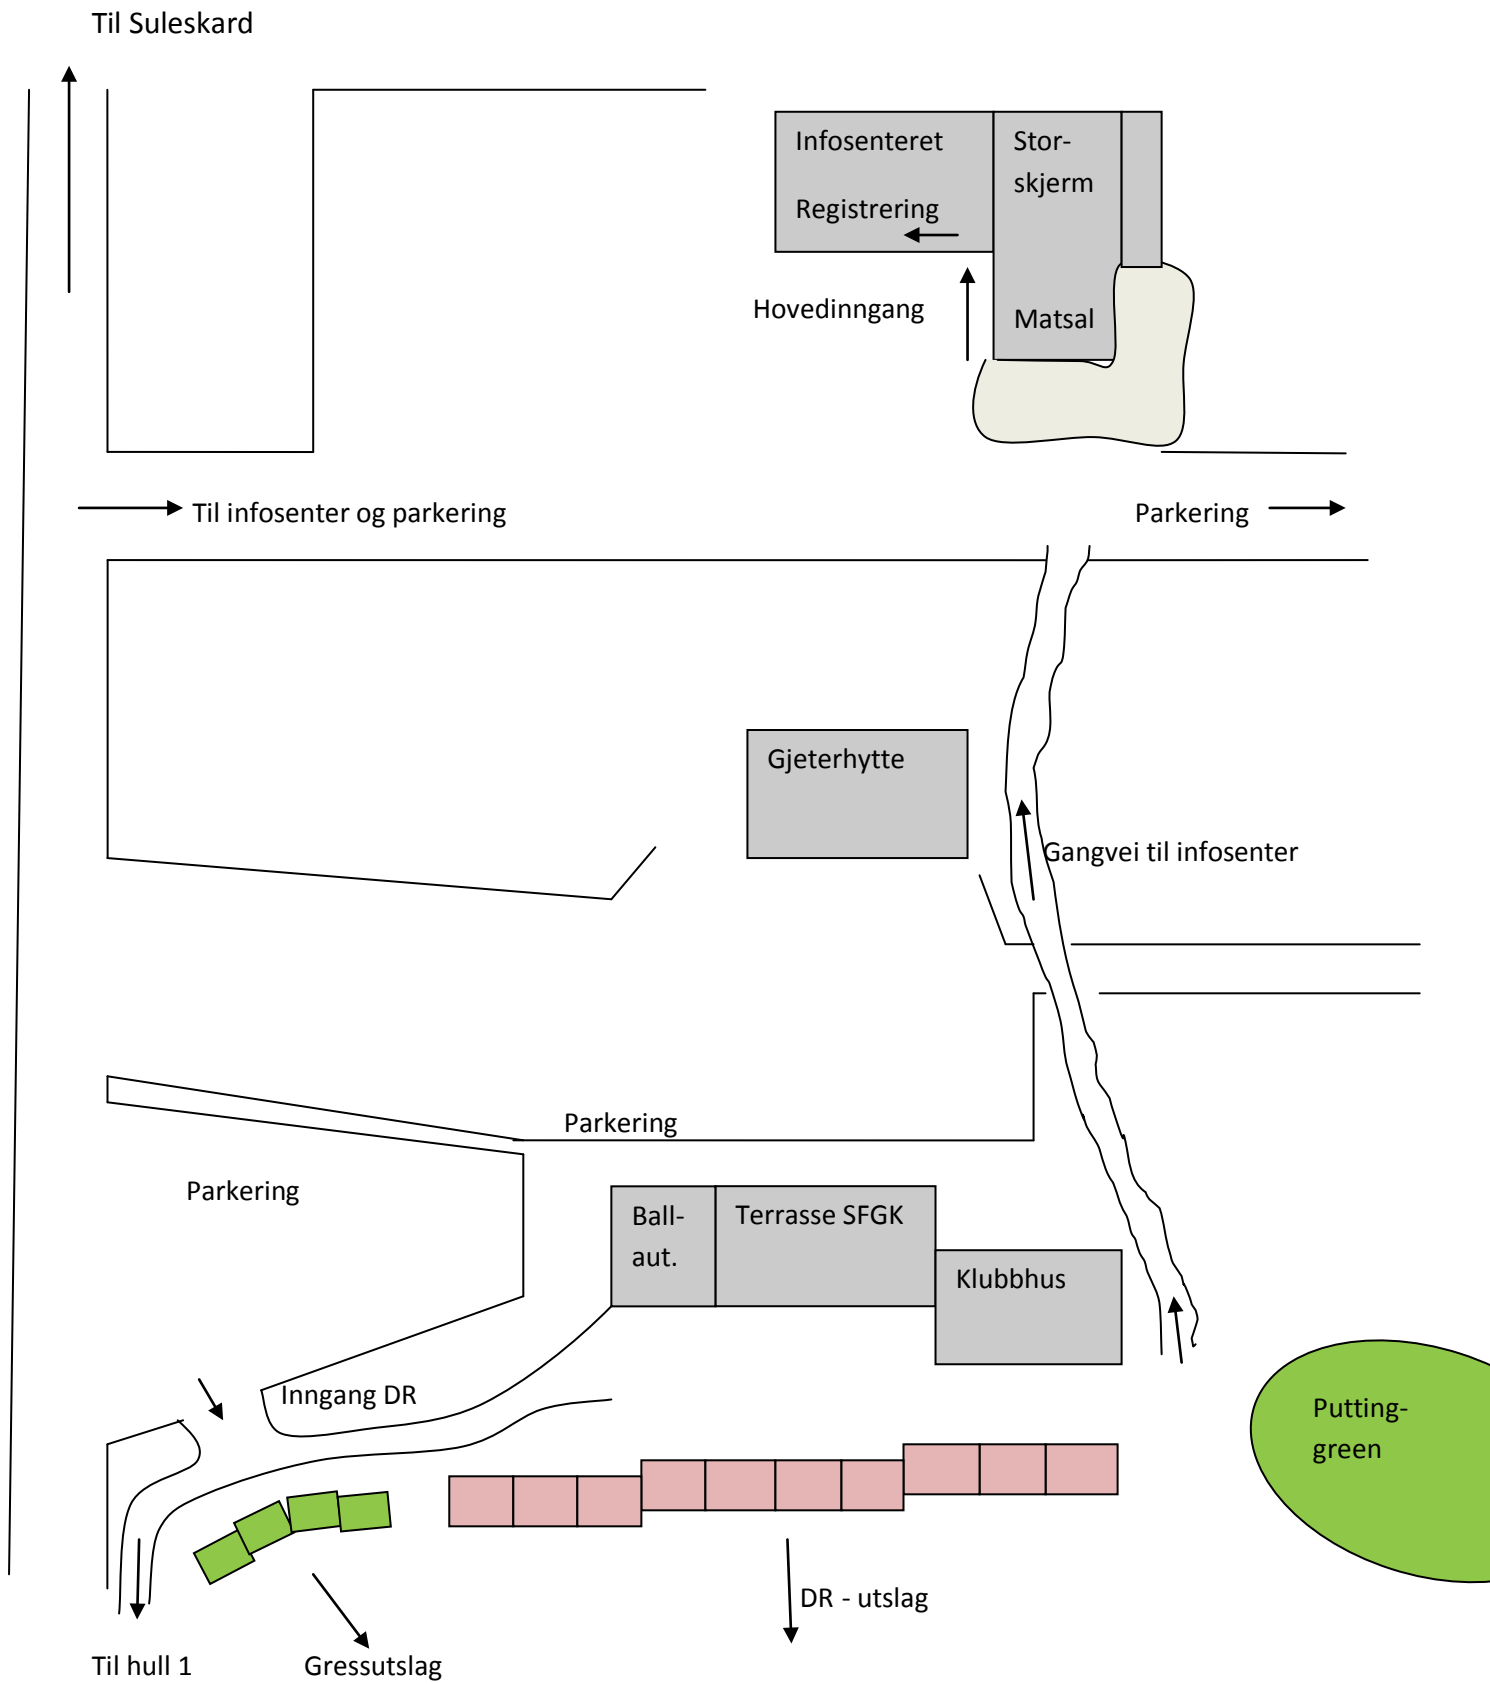 Til Suleskard
Infosenteret
Registrering
Stor-
skjerm
Hovedinngang
Matsal
Til infosenter og parkering
Parkering
Gjeterhytte
Gangvei til infosenter
Parkering
Parkering
Ball-
aut.
Terrasse SFGK
Klubbhus
Inngang DR
Putting-
green
DR - utslag
Til hull 1
Gressutslag